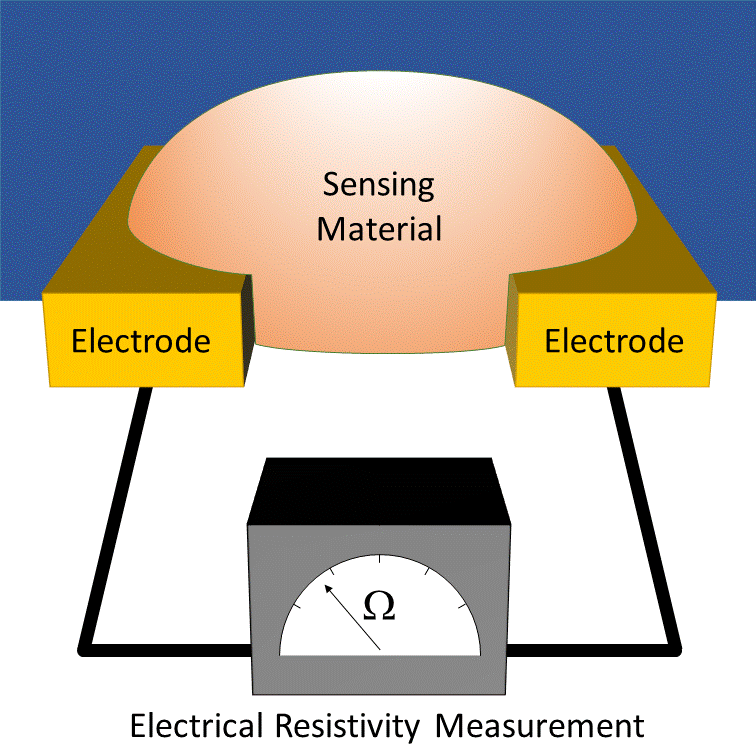 Sensing
Material
Electrode
Electrode
Ω
Electrical Resistivity Measurement